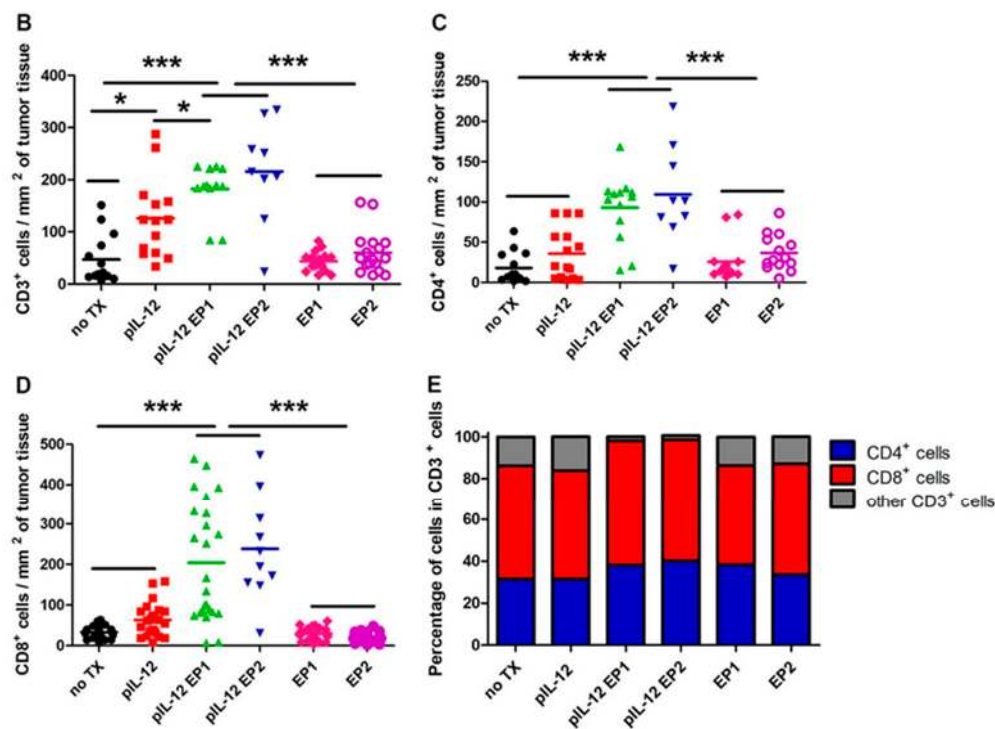 B
CD3+ cells / mm 2 of tumor tissue
400
300
200
100
0
***
***
*
*
no TX
pIL-12
pIL-12 EP1
pIL-12 EP2
EP1
EP2
C
CD4+ cells / mm 2 of tumor tissue
250
200
150
100
50
0
***
***
no TX
pIL-12
pIL-12 EP1
pIL-12 EP2
EP1
EP2
D
CD8+ cells / mm 2 of tumor tissue
500
400
300
200
100
0
***
***
no TX
pIL-12
pIL-12 EP1
pIL-12 EP2
EP1
EP2
E
Percentage of cells in CD3 + cells
100
80
60
40
20
0
no TX
pIL-12
pIL-12 EP1
pIL-12 EP2
EP1
EP2
CD4+ cells
CD8+ cells
other CD3+ cells